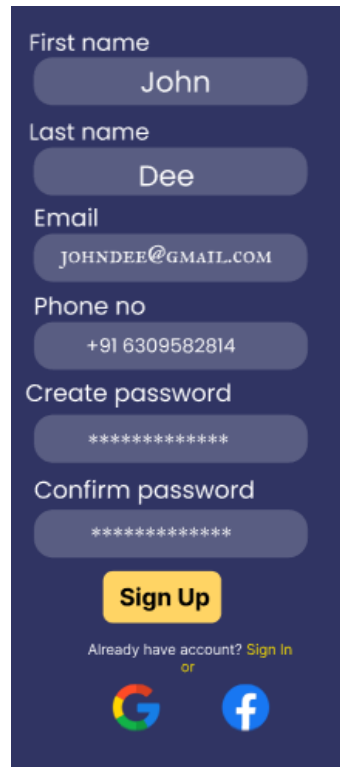 First name
John
Last name
Dee
Email
johndee@gmail.com
Phone no
+91 6309582814
Create password
*************
Confirm password
*************
Sign Up
Already have account? Sign In
or